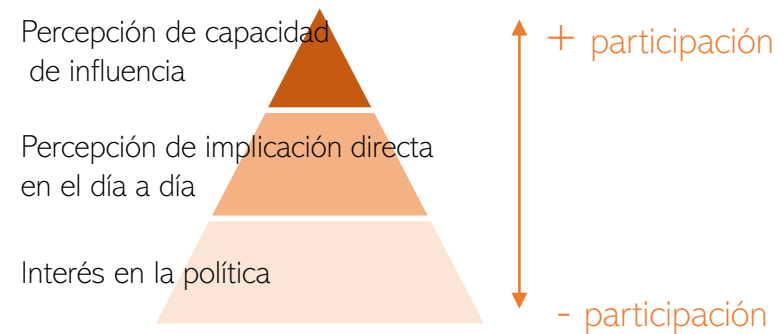 Percepción de capacidad
de influencia
+ participación
Percepción de implicación directa
en el día a día
Interés en la política
- participación